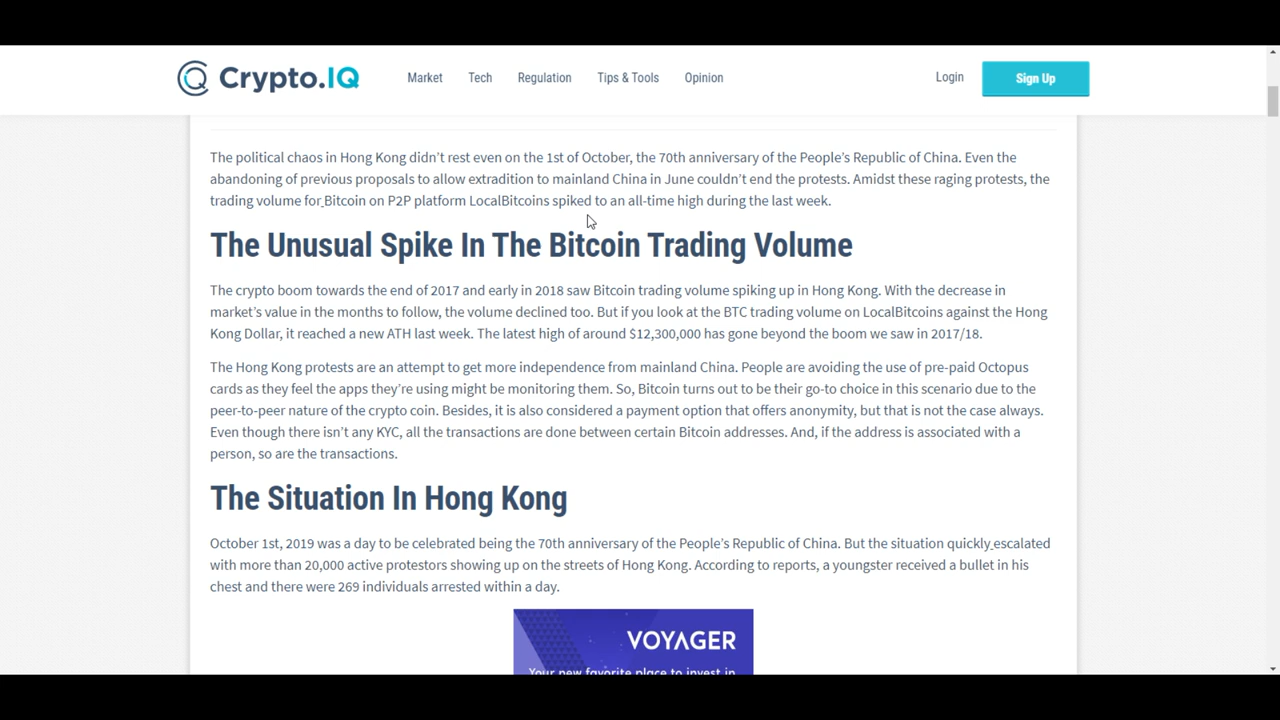 Crypto.IQ
Market Tech Regulation Tips & Tools Opinion Login Sign Up
The political chaos in Hong Kong didn’t rest even on the 1st of October, the 70th anniversary of the People’s Republic of China. Even the
abandoning of previous proposals to allow extradition to mainland China in June couldn’t end the protests. Amidst these raging protests, the
trading volume for Bitcoin on P2P platform LocalBitcoins spiked to an all-time high during the last week.
The Unusual Spike In The Bitcoin Trading Volume
The crypto boom towards the end of 2017 and early in 2018 saw Bitcoin trading volume spiking up in Hong Kong. With the decrease in
market’s value in the months to follow, the volume declined too. But if you look at the BTC trading volume on LocalBitcoins against the Hong
Kong Dollar, it reached a new ATH last week. The latest high of around $12,300,000 has gone beyond the boom we saw in 2017/18.
The Hong Kong protests are an attempt to get more independence from mainland China. People are avoiding the use of pre-paid Octopus
cards as they feel the apps they’re using might be monitoring them. So, Bitcoin turns out to be their go-to choice in this scenario due to the
peer-to-peer nature of the crypto coin. Besides, it is also considered a payment option that offers anonymity, but that is not the case always.
Even though there isn’t any KYC, all the transactions are done between certain Bitcoin addresses. And, if the address is associated with a
person, so are the transactions.
The Situation In Hong Kong
October 1st, 2019 was a day to be celebrated being the 70th anniversary of the People’s Republic of China. But the situation quickly escalated
with more than 20,000 active protestors showing up on the streets of Hong Kong. According to reports, a youngster received a bullet in his
chest and there were 269 individuals arrested within a day.
VOYAGER
Your new favorite place to invest in